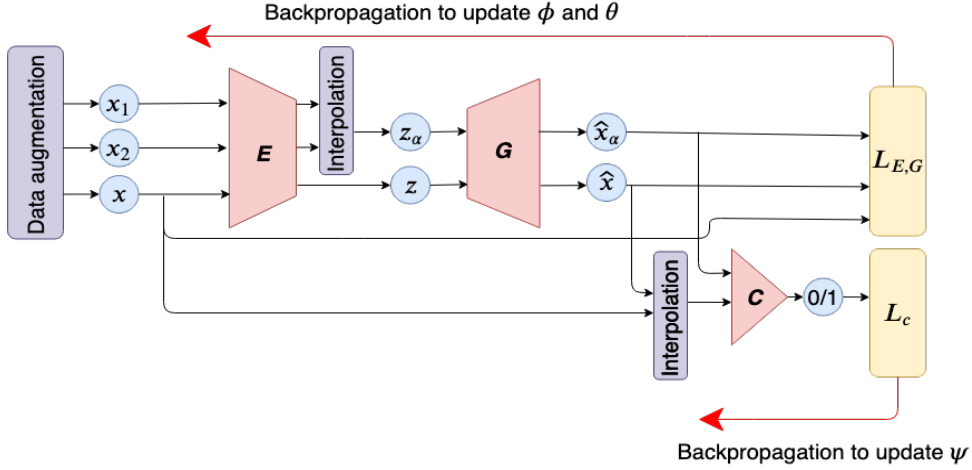 Backpropagation to update ϕ and θ
Data augmentation
x₁
x₂
x
E
Interpolation
z_α
z
G
x̂_α
x̂
L_{E,G}
Interpolation
C
0/1
L_c
Backpropagation to update ψ